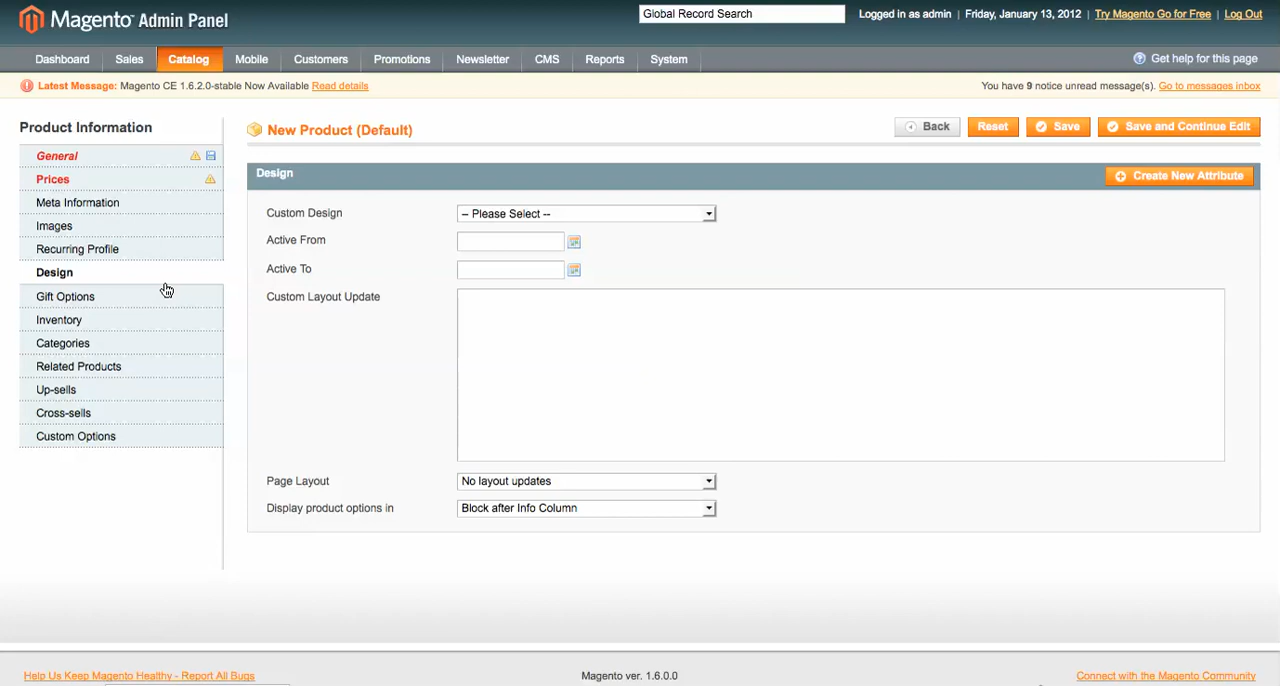 Magento Admin Panel
Global Record Search
Logged in as admin | Friday, January 13, 2012 | Try Magento Go for Free | Log Out
Dashboard Sales Catalog Mobile Customers Promotions Newsletter CMS Reports System
Get help for this page
Latest Message: Magento CE 1.6.2.0-stable Now Available Read details
You have 9 notice unread message(s). Go to messages inbox
Product Information
General
Prices
Meta Information
Images
Recurring Profile
Design
Gift Options
Inventory
Categories
Related Products
Up-sells
Cross-sells
Custom Options
New Product (Default)
Back Reset Save Save and Continue Edit
Design
Create New Attribute
Custom Design -- Please Select --
Active From
Active To
Custom Layout Update
Page Layout No layout updates
Display product options in Block after Info Column
Help Us Keep Magento Healthy - Report All Bugs
Magento ver. 1.6.0.0
Connect with the Magento Community